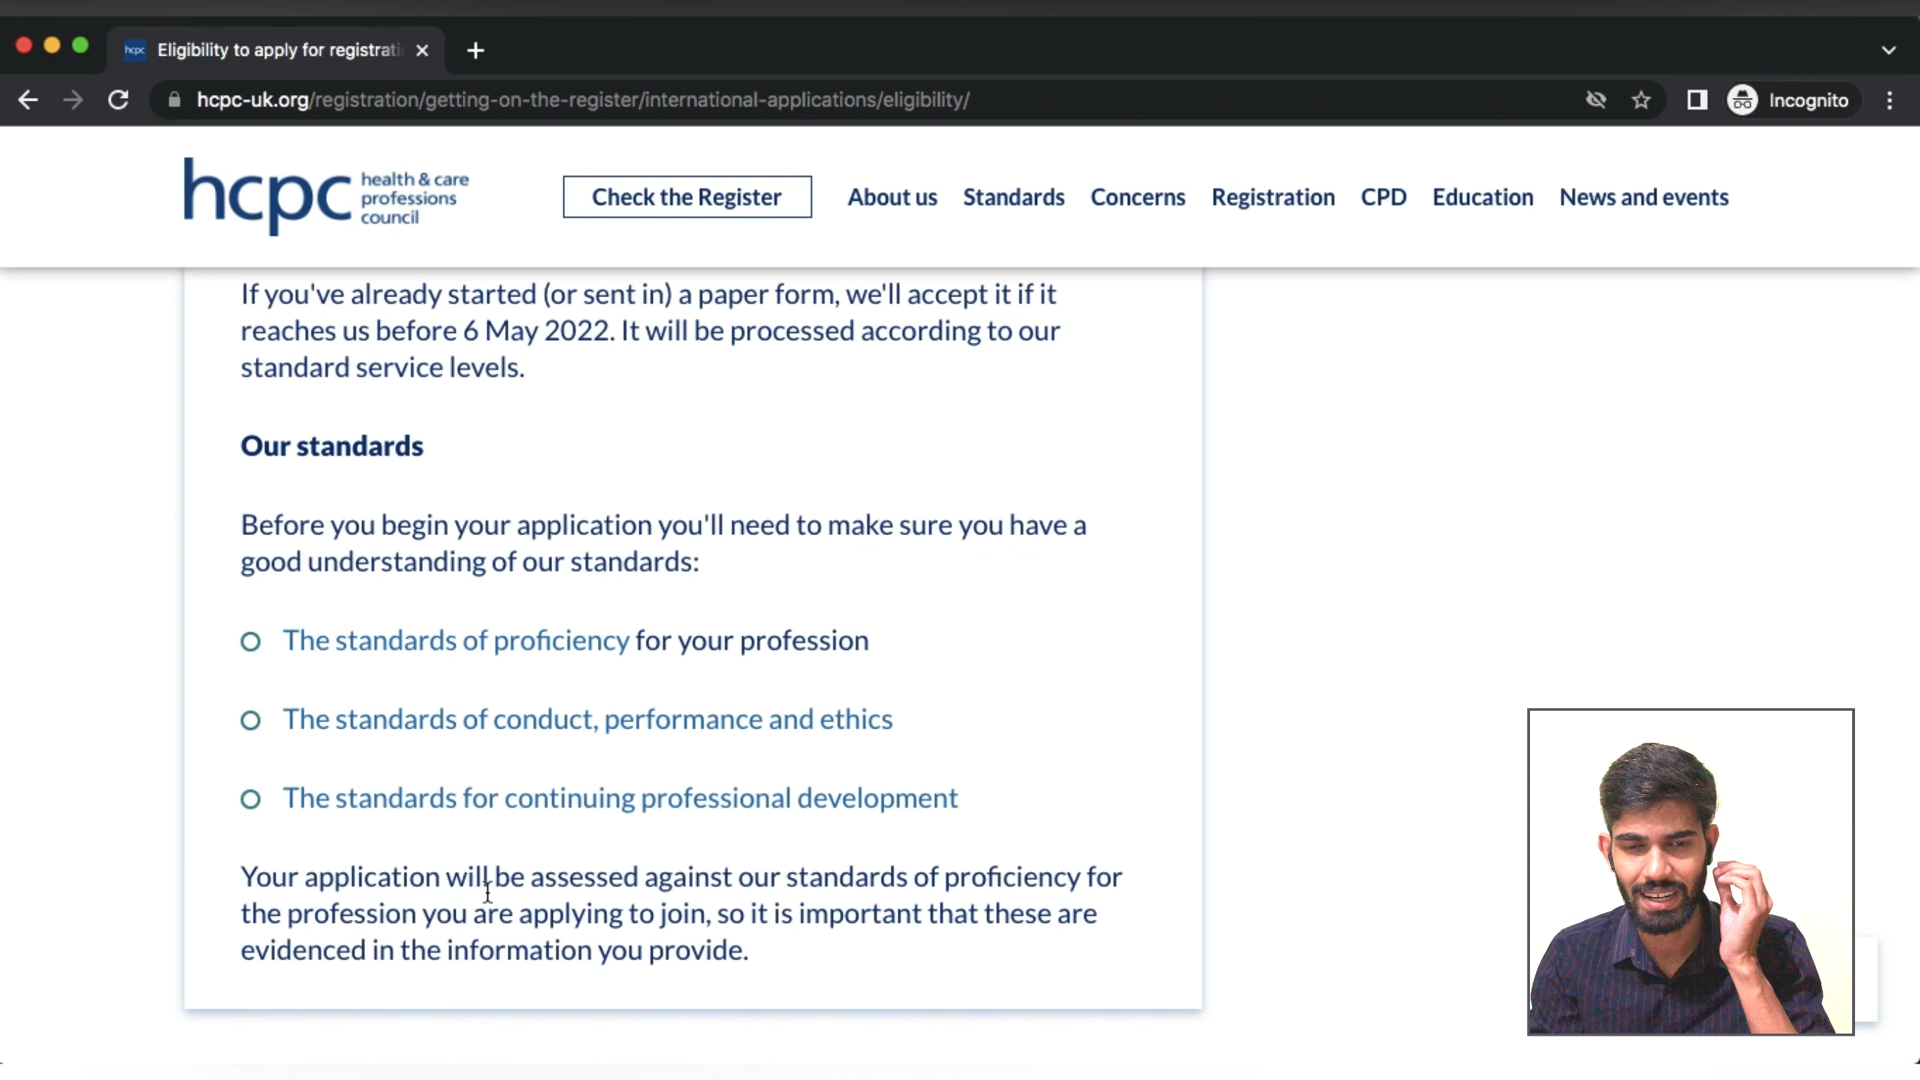 hcpc
Eligibility to apply for registrati
hcpc-uk.org/registration/getting-on-the-register/international-applications/eligibility/
Incognito
hcpc
health & care
professions
council
Check the Register
About us
Standards
Concerns
Registration
CPD
Education
News and events
If you've already started (or sent in) a paper form, we'll accept it if it
reaches us before 6 May 2022. It will be processed according to our
standard service levels.
Our standards
Before you begin your application you'll need to make sure you have a
good understanding of our standards:
The standards of proficiency for your profession
The standards of conduct, performance and ethics
The standards for continuing professional development
Your application will be assessed against our standards of proficiency for
the profession you are applying to join, so it is important that these are
evidenced in the information you provide.